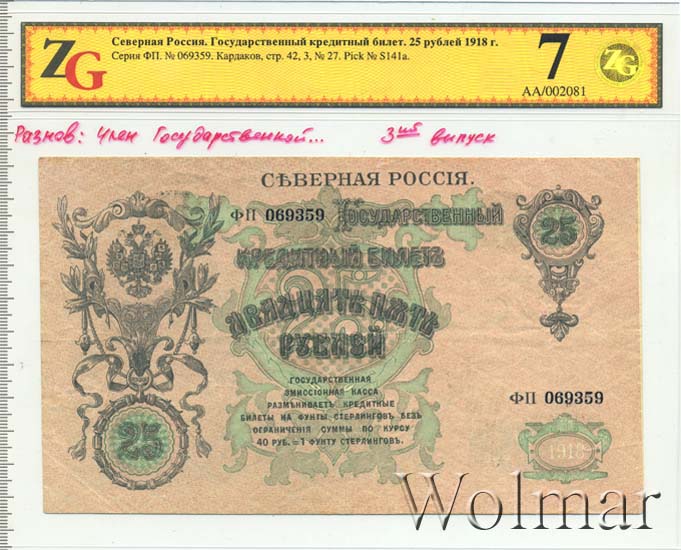 ZG
Северная Россия. Государственный кредитный билет. 25 рублей 1918 г.
Серия ФП. № 069359. Кардаков, стр. 42, 3, № 27. Pick № S141a.
7
ZG
AA/002081
Разнов: Член Государственной... 3ий выпуск
СѢВЕРНАЯ РОССІЯ.
ФП 069359 ГОСУДАРСТВЕННЫЙ
КРЕДИТНЫЙ БИЛЕТЪ
25
ДВАДЦАТЬ ПЯТЬ
РУБЛЕЙ
ГОСУДАРСТВЕННАЯ
ЭМИССІОННАЯ КАССА
РАЗМѢНИВАЕТЪ КРЕДИТНЫЕ
БИЛЕТЫ НА ФУНТЫ СТЕРЛИНГОВЪ БЕЗЪ
ОГРАНИЧЕНІЯ СУММЫ ПО КУРСУ
40 РУБ.=1 ФУНТУ СТЕРЛИНГОВЪ.
ФП 069359
25
25
1918
Wolmar